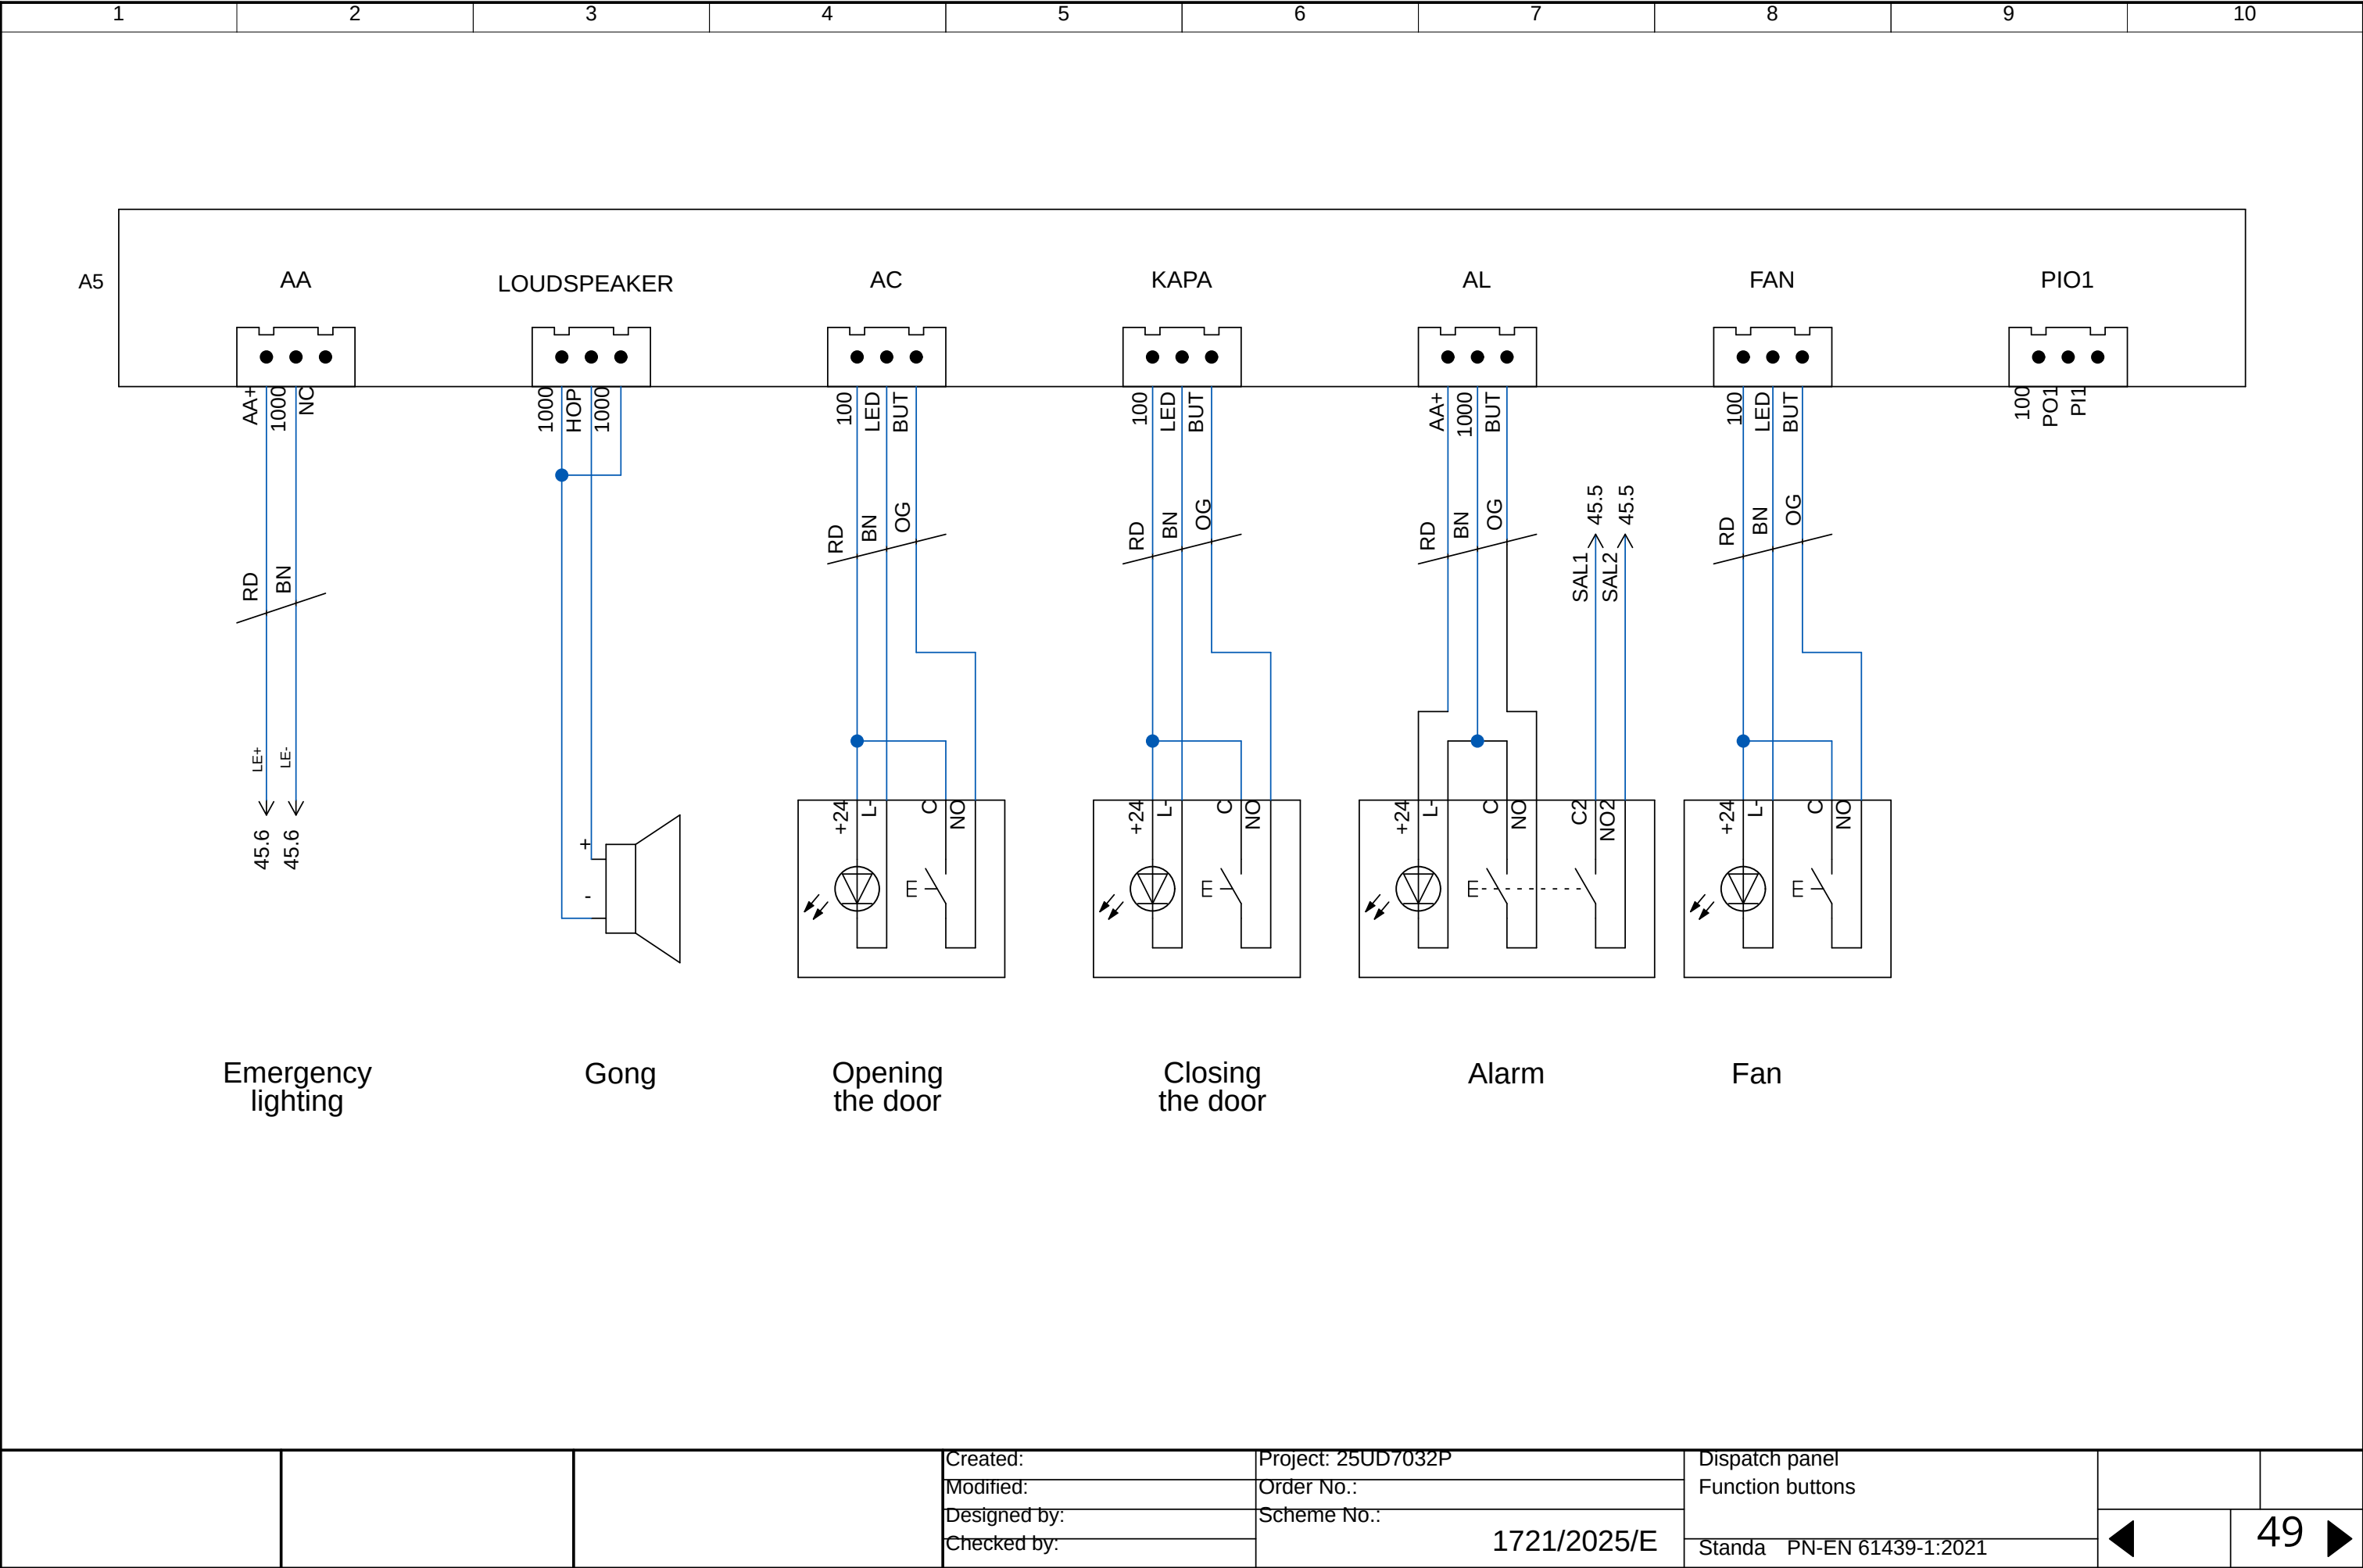 1 2 3 4 5 6 7 8 9 10
A5
AA LOUDSPEAKER AC KAPA AL FAN PIO1
AA+ 1000 NC
1000 HOP 1000
100 LED BUT
100 LED BUT
AA+ 1000 BUT
100 LED BUT
100 PO1 PI1
RD BN
RD BN OG
RD BN OG
RD BN OG
45.5 45.5
SAL1 SAL2
RD BN OG
LE+ LE-
45.6 45.6
+
-
+24 L- C NO
+24 L- C NO
+24 L- C NO C2 NO2
+24 L- C NO
Emergency
lighting
Gong
Opening
the door
Closing
the door
Alarm
Fan
Created:
Modified:
Designed by:
Checked by:
Project: 25UD7032P
Order No.:
Scheme No.:
1721/2025/E
Dispatch panel
Function buttons
Standa PN-EN 61439-1:2021
49